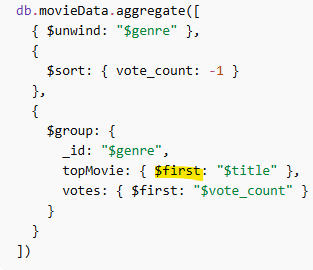 db.movieData.aggregate([
  { $unwind: "$genre" },
  {
    $sort: { vote_count: -1 }
  },
  {
    $group: {
      _id: "$genre",
      topMovie: { $first: "$title" },
      votes: { $first: "$vote_count" }
    }
  }
])